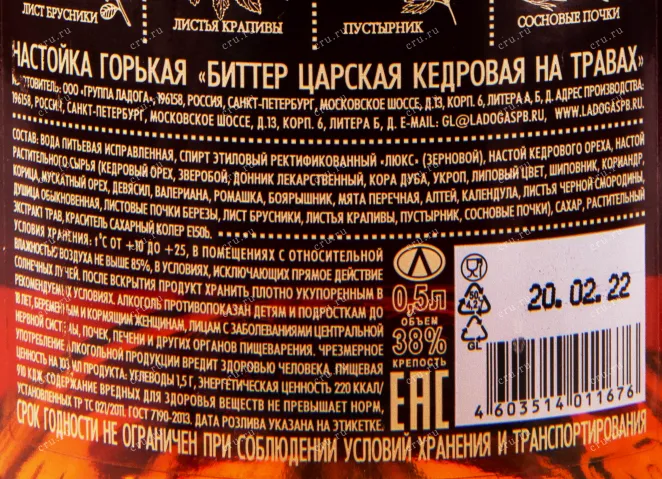 ЛИСТ БРУСНИКИ
ЛИСТЬЯ КРАПИВЫ
ПУСТЫРНИК
СОСНОВЫЕ ПОЧКИ
НАСТОЙКА ГОРЬКАЯ «БИТТЕР ЦАРСКАЯ КЕДРОВАЯ НА ТРАВАХ»
ООО «ГРУППА ЛАДОГА», 196158, РОССИЯ, САНКТ-ПЕТЕРБУРГ, МОСКОВСКОЕ ШОССЕ, Д.13, КОРП. 6, ЛИТЕРА А, Б, Д. АДРЕС ПРОИЗВОДСТВА:
196158, РОССИЯ, САНКТ-ПЕТЕРБУРГ, МОСКОВСКОЕ ШОССЕ, Д.13, КОРП. 6, ЛИТЕРА Б, Д. E-MAIL: GL@LADOGASPB.RU, WWW.LADOGASPB.RU.
СОСТАВ: ВОДА ПИТЬЕВАЯ ИСПРАВЛЕННАЯ, СПИРТ ЭТИЛОВЫЙ РЕКТИФИКОВАННЫЙ «ЛЮКС» (ЗЕРНОВОЙ), НАСТОЙ КЕДРОВОГО ОРЕХА, НАСТОЙ
РАСТИТЕЛЬНОГО СЫРЬЯ (КЕДРОВЫЙ ОРЕХ, ЗВЕРОБОЙ, ДОННИК ЛЕКАРСТВЕННЫЙ, КОРА ДУБА, УКРОП, ЛИПОВЫЙ ЦВЕТ, ШИПОВНИК, КОРИАНДР,
КОРИЦА, МУСКАТНЫЙ ОРЕХ, ДЕВЯСИЛ, ВАЛЕРИАНА, РОМАШКА, БОЯРЫШНИК, МЯТА ПЕРЕЧНАЯ, АЛТЕЙ, КАЛЕНДУЛА, ЛИСТЬЯ ЧЕРНОЙ СМОРОДИНЫ,
ДУШИЦА ОБЫКНОВЕННАЯ, ЛИСТОВЫЕ ПОЧКИ БЕРЕЗЫ, ЛИСТ БРУСНИКИ, ЛИСТЬЯ КРАПИВЫ, ПУСТЫРНИК, СОСНОВЫЕ ПОЧКИ), САХАР, РАСТИТЕЛЬНЫЙ
ЭКСТРАКТ ТРАВ, КРАСИТЕЛЬ САХАРНЫЙ КОЛЕР Е150b.
УСЛОВИЯ ХРАНЕНИЯ: t°С ОТ +10 ДО +25, В ПОМЕЩЕНИЯХ С ОТНОСИТЕЛЬНОЙ
ВЛАЖНОСТЬЮ ВОЗДУХА НЕ ВЫШЕ 85%, В УСЛОВИЯХ, ИСКЛЮЧАЮЩИХ ПРЯМОЕ ДЕЙСТВИЕ
СОЛНЕЧНЫХ ЛУЧЕЙ. ПОСЛЕ ВСКРЫТИЯ ПРОДУКТ ХРАНИТЬ ПЛОТНО УКУПОРЕННЫМ В
РЕКОМЕНДУЕМЫХ УСЛОВИЯХ. АЛКОГОЛЬ ПРОТИВОПОКАЗАН ДЕТЯМ И ПОДРОСТКАМ ДО
18 ЛЕТ, БЕРЕМЕННЫМ И КОРМЯЩИМ ЖЕНЩИНАМ, ЛИЦАМ С ЗАБОЛЕВАНИЯМИ ЦЕНТРАЛЬНОЙ
НЕРВНОЙ СИСТЕМЫ, ПОЧЕК, ПЕЧЕНИ И ДРУГИХ ОРГАНОВ ПИЩЕВАРЕНИЯ. ЧРЕЗМЕРНОЕ
УПОТРЕБЛЕНИЕ АЛКОГОЛЬНОЙ ПРОДУКЦИИ ВРЕДИТ ЗДОРОВЬЮ ЧЕЛОВЕКА. ПИЩЕВАЯ
ЦЕННОСТЬ НА 100 МЛ ПРОДУКТА: УГЛЕВОДЫ 1,5 Г, ЭНЕРГЕТИЧЕСКАЯ ЦЕННОСТЬ 220 ККАЛ/
910 КДЖ. СОДЕРЖАНИЕ ВРЕДНЫХ ДЛЯ ЗДОРОВЬЯ ВЕЩЕСТВ НЕ ПРЕВЫШАЕТ НОРМ,
УСТАНОВЛЕННЫХ ТР ТС 021/2011. ГОСТ 7190-2013. ДАТА РОЗЛИВА УКАЗАНА НА ЭТИКЕТКЕ.
СРОК ГОДНОСТИ НЕ ОГРАНИЧЕН ПРИ СОБЛЮДЕНИИ УСЛОВИЙ ХРАНЕНИЯ И ТРАНСПОРТИРОВАНИЯ
0,5л
ОБЪЕМ
38%
КРЕПОСТЬ
EAC
GL
20. 02. 22
4 603514 011676